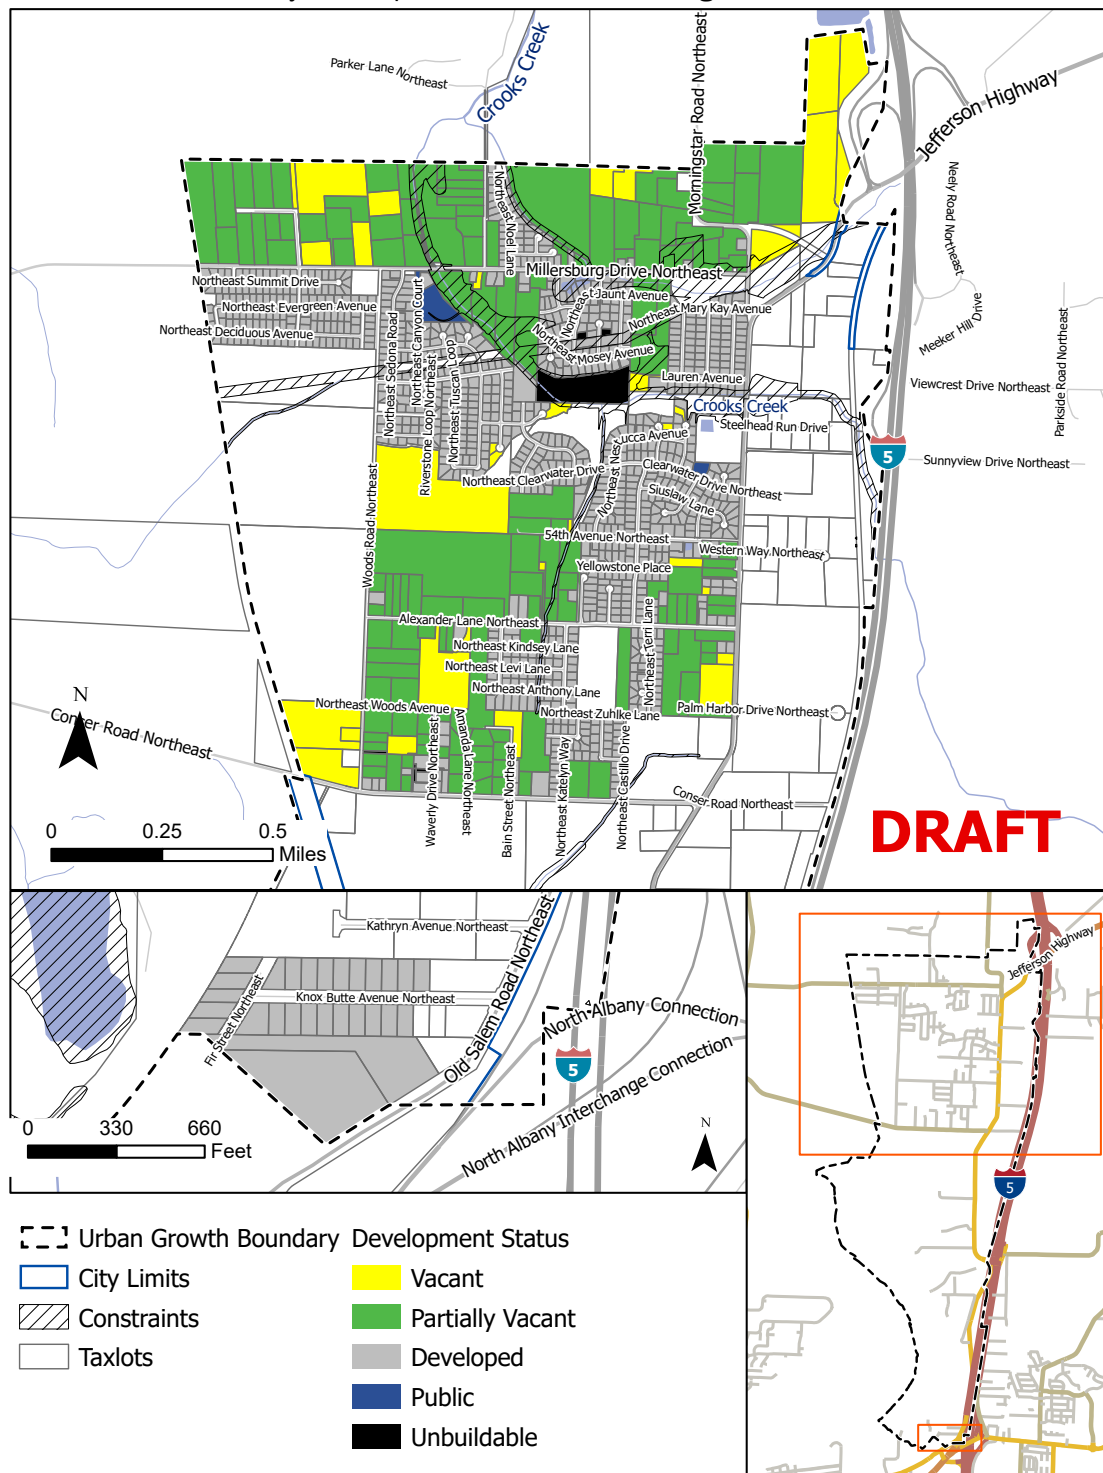 Crooks Creek
Parker Lane Northeast
Morningstar Road Northeast
Jefferson Highway
Neely Road Northeast
Northeast Noel Lane
Millersburg Drive Northeast
Northeast Summit Drive
Northeast Jaunt Avenue
Northeast Evergreen Avenue
Northeast Canyon Court
Northeast Mary Kay Avenue
Northeast Deciduous Avenue
Northeast Sedona Road
Northeast
Mosey Avenue
Meeker Hill Drive
Parkside Road Northeast
Riverstone Loop Northeast
Northeast Tuscan Loop
Lauren Avenue
Viewcrest Drive Northeast
Crooks Creek
Steelhead Run Drive
Lucca Avenue
5
Sunnyview Drive Northeast
Northeast Clearwater Drive
Clearwater Drive Northeast
Siuslaw Lane
Woods Road Northeast
54th Avenue Northeast
Western Way Northeast
Yellowstone Place
Alexander Lane Northeast
Northeast Terri Lane
Northeast Kindsey Lane
Northeast Levi Lane
Northeast Anthony Lane
Northeast Woods Avenue
Northeast Zuhlke Lane
Palm Harbor Drive Northeast
N
Conser Road Northeast
Waverly Drive Northeast
Amanda Lane Northeast
Bain Street Northeast
Northeast Katelyn Way
Northeast Castillo Drive
Conser Road Northeast
DRAFT
0 0.25 0.5
Miles
Kathryn Avenue Northeast
Old Salem Road Northeast
Knox Butte Avenue Northeast
Fir Street Northeast
North Albany Connection
5
North Albany Interchange Connection
0 330 660
Feet
N
Jefferson Highway
5
Urban Growth Boundary
City Limits
Constraints
Taxlots
Development Status
Vacant
Partially Vacant
Developed
Public
Unbuildable